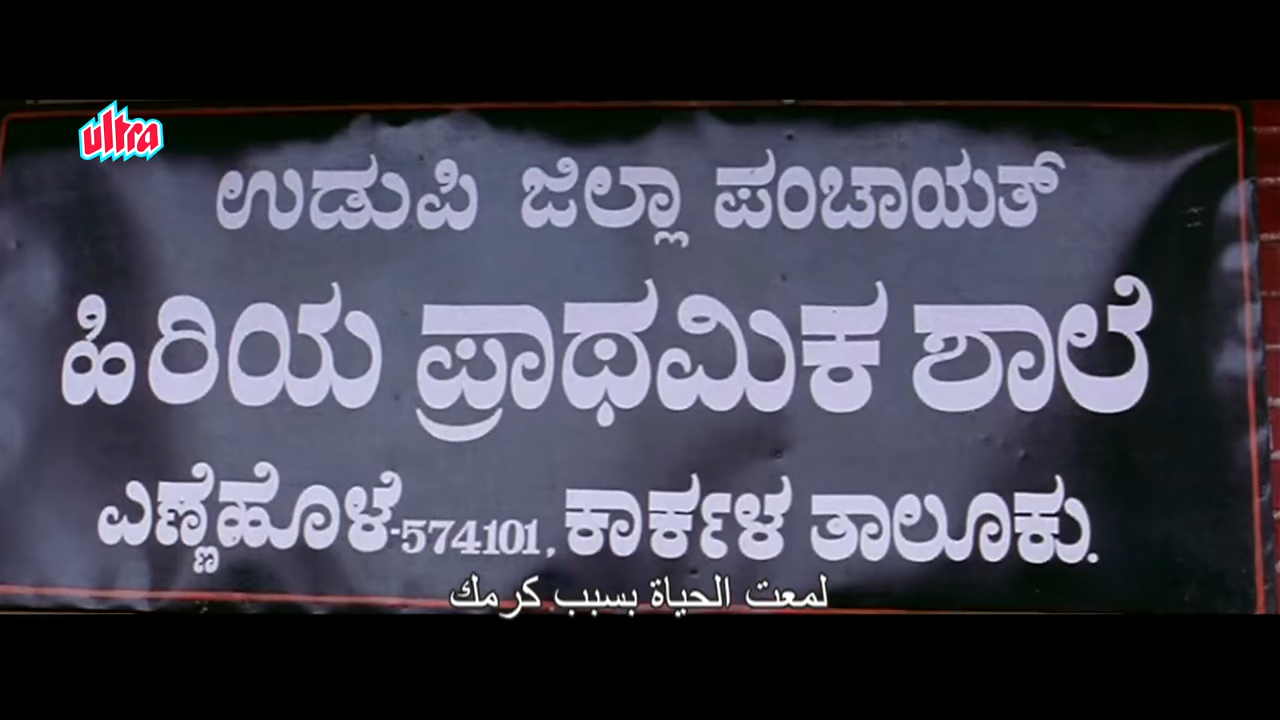 ultra
ಉಡುಪಿ ಜಿಲ್ಲಾ ಪಂಚಾಯತ್
ಹಿರಿಯ ಪ್ರಾಥಮಿಕ ಶಾಲೆ
ಎಣ್ಣೆಹೊಳೆ-574101, ಕಾರ್ಕಳ ತಾಲೂಕು.
لمعت الحياة بسبب كرمك